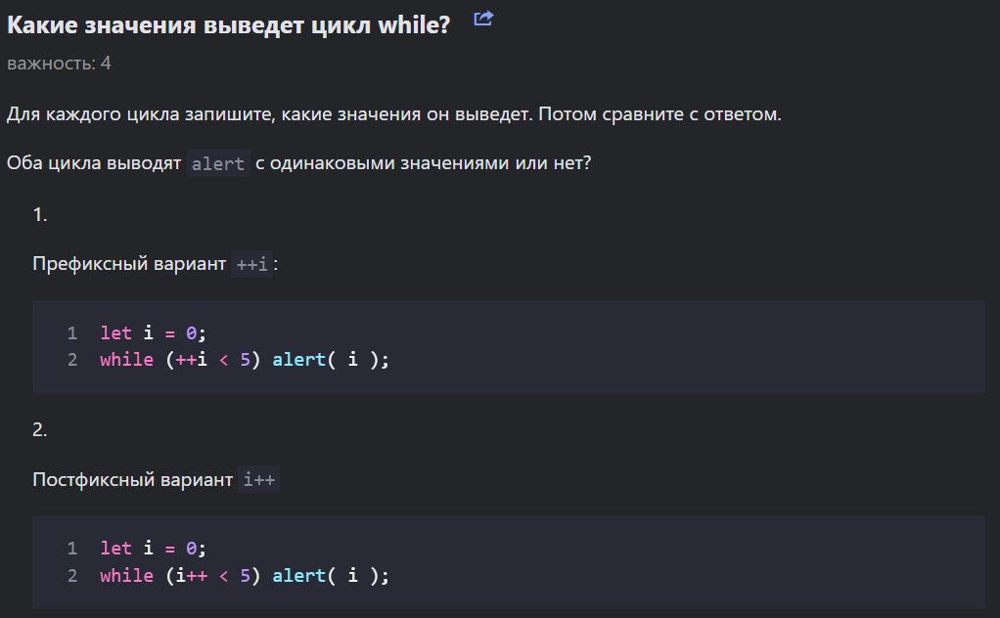 Какие значения выведет цикл while?
важность: 4
Для каждого цикла запишите, какие значения он выведет. Потом сравните с ответом.
Оба цикла выводят alert с одинаковыми значениями или нет?
1.
Префиксный вариант ++i:
1 let i = 0;
2 while (++i < 5) alert( i );
2.
Постфиксный вариант i++
1 let i = 0;
2 while (i++ < 5) alert( i );